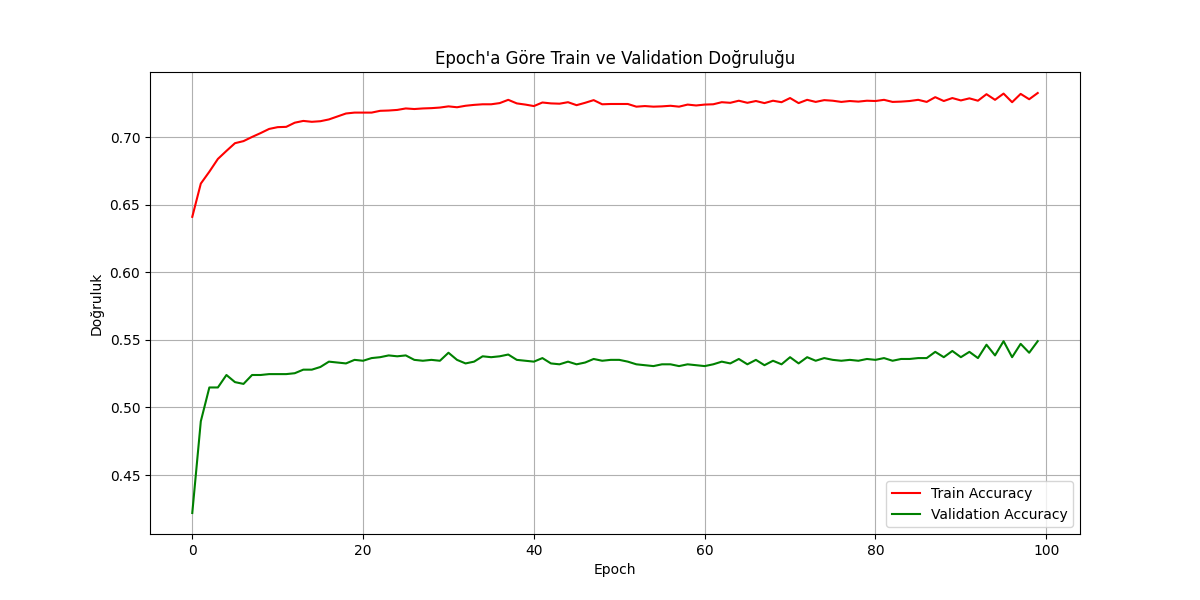 Epoch'a Göre Train ve Validation Doğruluğu
Doğruluk
0.70
0.65
0.60
0.55
0.50
0.45
0 20 40 60 80 100
Epoch
Train Accuracy
Validation Accuracy